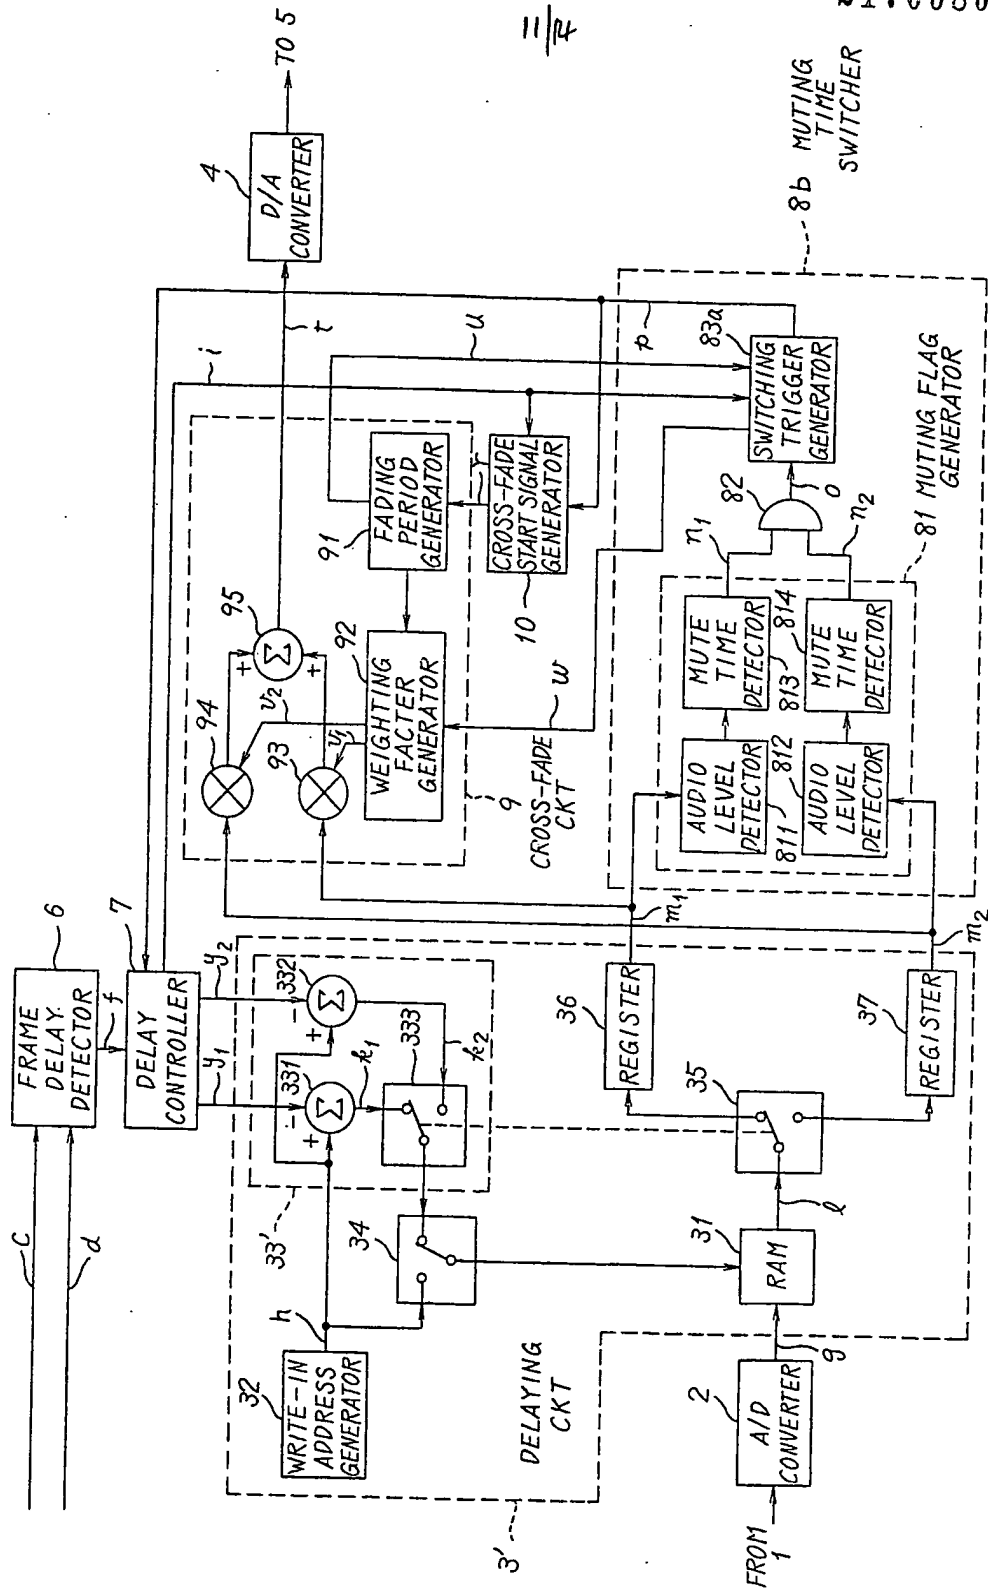 11/14
C
d
FRAME
DELAY
DETECTOR
6
f
DELAY
CONTROLLER
7
y1
y2
i
t
4
D/A
CONVERTER
TO 5
3'
DELAYING
CKT
32
WRITE-IN
ADDRESS
GENERATOR
h
33'
331
332
333
Σ
Σ
+
-
+
-
k1
k2
34
31
RAM
l
35
36
REGISTER
37
REGISTER
m1
m2
FROM
1
2
A/D
CONVERTER
g
94
93
95
Σ
+
+
v2
v1
92
WEIGHTING
FACTER
GENERATOR
91
FADING
PERIOD
GENERATOR
u
r
CROSS-FADE
START SIGNAL
GENERATOR
10
9
CROSS-FADE
CKT
w
p
83a
SWITCHING
TRIGGER
GENERATOR
o
82
n1
n2
AUDIO
LEVEL
DETECTOR
811
AUDIO
LEVEL
DETECTOR
812
MUTE
TIME
DETECTOR
813
MUTE
TIME
DETECTOR
814
81 MUTING FLAG
GENERATOR
8b MUTING
TIME
SWITCHER